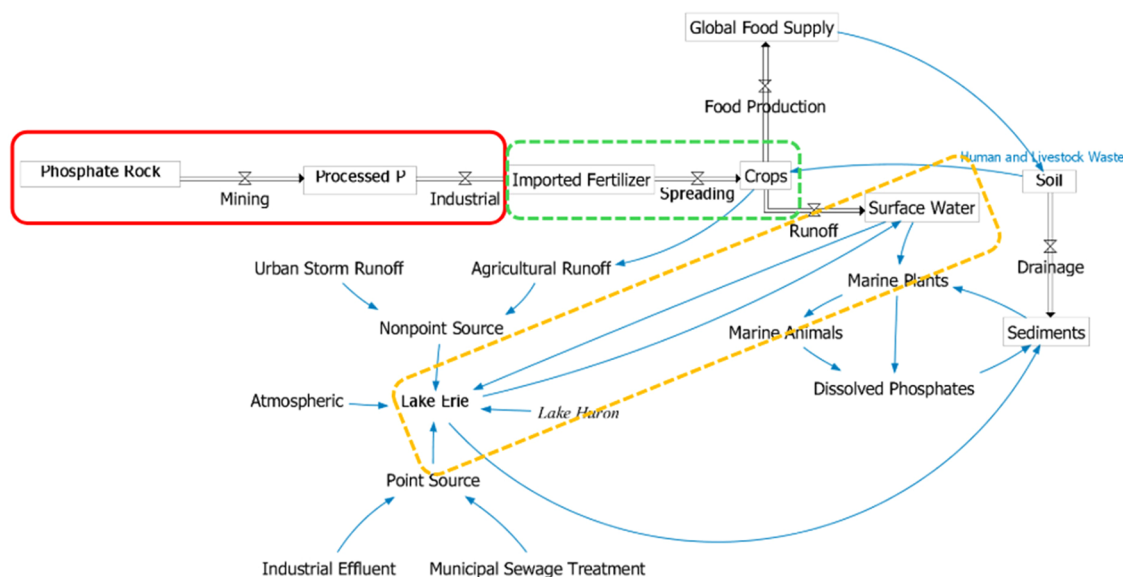 Global Food Supply
Food Production
Human and Livestock Waste
Phosphate Rock
Mining
Processed P
Industrial
Imported Fertilizer
Spreading
Crops
Soil
Surface Water
Runoff
Urban Storm Runoff
Agricultural Runoff
Drainage
Marine Plants
Nonpoint Source
Marine Animals
Sediments
Dissolved Phosphates
Atmospheric
Lake Erie
Lake Huron
Point Source
Industrial Effluent
Municipal Sewage Treatment